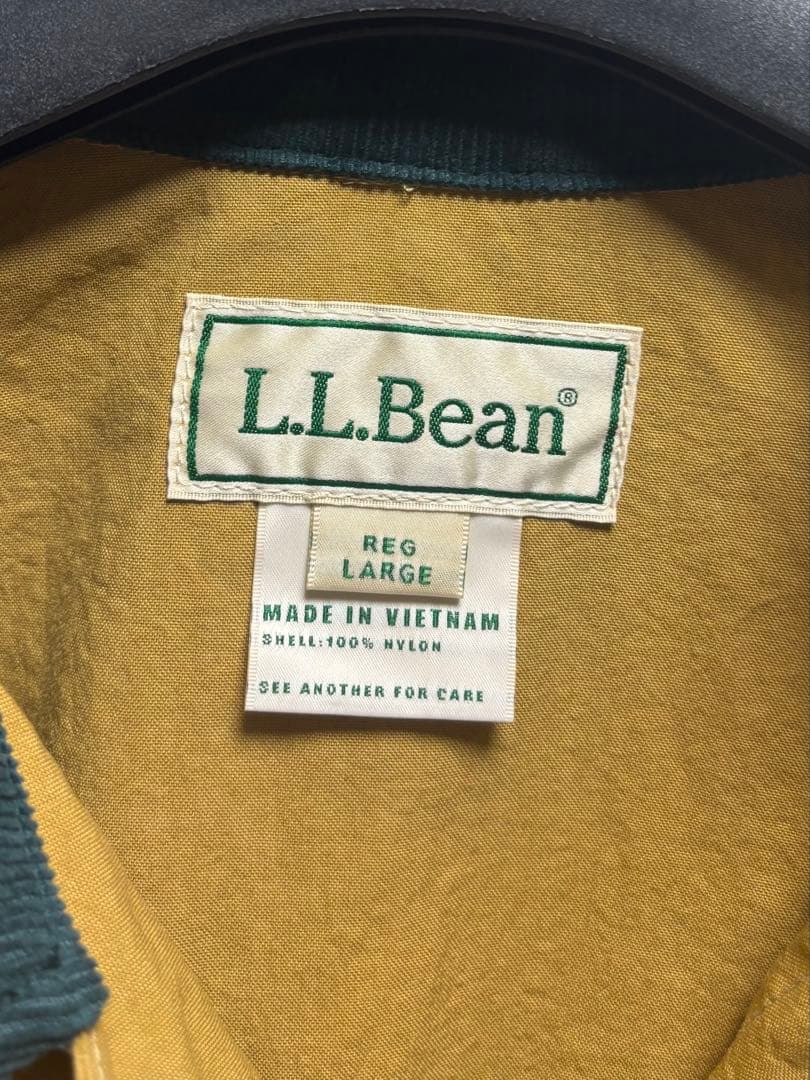 L.L.Bean®
REG
LARGE
MADE IN VIETNAM
SHELL:100% NYLON
SEE ANOTHER FOR CARE